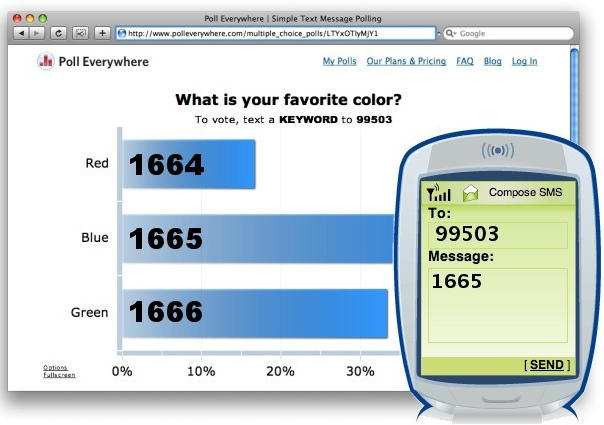 Poll Everywhere | Simple Text Message Polling
http://www.polleverywhere.com/multiple_choice_polls/LTYxOTIyMjY1
Google
Poll Everywhere
My Polls Our Plans & Pricing FAQ Blog Log In
What is your favorite color?
To vote, text a KEYWORD to 99503
Red 1664
Blue 1665
Green 1666
0% 10% 20% 30%
Options
Fullscreen
Compose SMS
To:
99503
Message:
1665
[ SEND ]